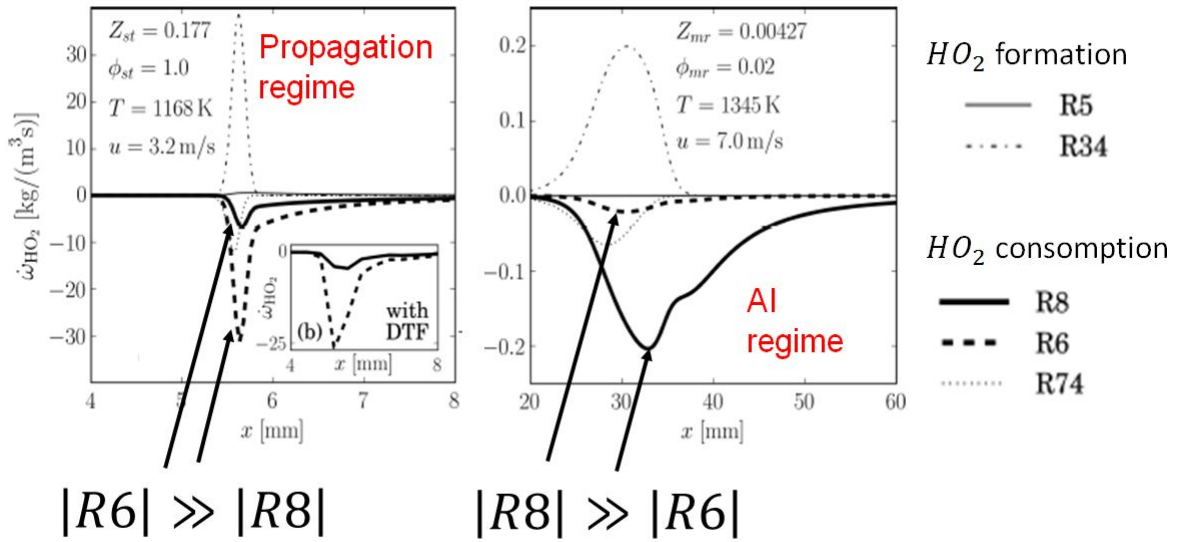 Z_st = 0.177
ϕ_st = 1.0
T = 1168 K
u = 3.2 m/s
Propagation
regime
30
20
10
0
−10
−20
−30
ω̇_HO₂ [kg/(m³s)]
4
5
6
7
8
x [mm]
0
−25
ω̇_HO₂
(b)
with
DTF
4
x [mm]
8
|R6| ≫ |R8|
Z_mr = 0.00427
ϕ_mr = 0.02
T = 1345 K
u = 7.0 m/s
AI
regime
0.2
0.1
0.0
−0.1
−0.2
20
30
40
50
60
x [mm]
|R8| ≫ |R6|
HO₂ formation
R5
R34
HO₂ consomption
R8
R6
R74